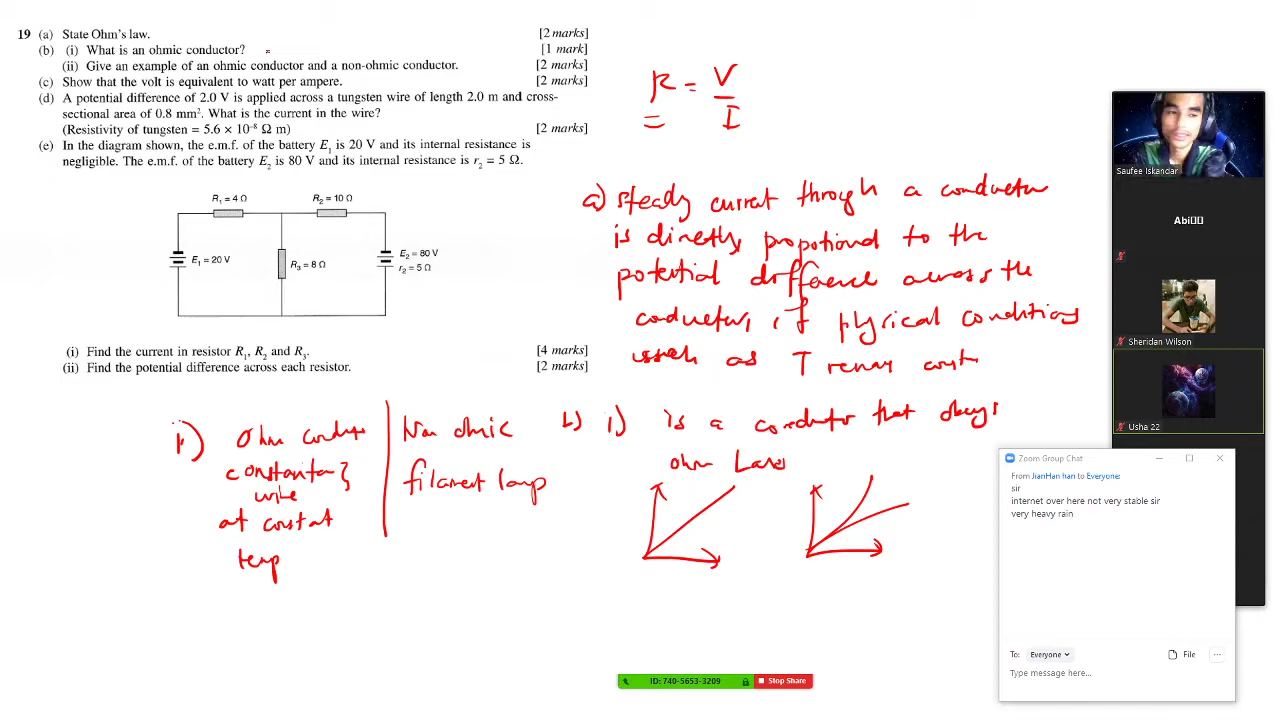 19 (a) State Ohm's law. [2 marks]
(b) (i) What is an ohmic conductor? [1 mark]
(ii) Give an example of an ohmic conductor and a non-ohmic conductor. [2 marks]
(c) Show that the volt is equivalent to watt per ampere. [2 marks]
(d) A potential difference of 2.0 V is applied across a tungsten wire of length 2.0 m and cross-
sectional area of 0.8 mm². What is the current in the wire?
(Resistivity of tungsten = 5.6 × 10⁻⁸ Ω m) [2 marks]
(e) In the diagram shown, the e.m.f. of the battery E₁ is 20 V and its internal resistance is
negligible. The e.m.f. of the battery E₂ is 80 V and its internal resistance is r₂ = 5 Ω.
R₁ = 4 Ω
R₂ = 10 Ω
E₁ = 20 V
R₃ = 8 Ω
E₂ = 80 V
r₂ = 5 Ω
(i) Find the current in resistor R₁, R₂ and R₃. [4 marks]
(ii) Find the potential difference across each resistor. [2 marks]
R = V
I
a) steady current through a conductor
is directly propotional to the
potential difference across the
conductor, if physical conditions
such as T
b) i) is a conductor that obeys
ohm Laws
ii) Ohm
wire
at
temp
Non ohmic
filament lamp
Saufee Iskandar
Abi
Sheridan Wilson
Usha 22
Zoom Group Chat
From JianHan han to Everyone:
sir
internet over here not very stable sir
very heavy rain
To: Everyone
File
...
Type message here...
ID: 740-5653-3209
Stop Share